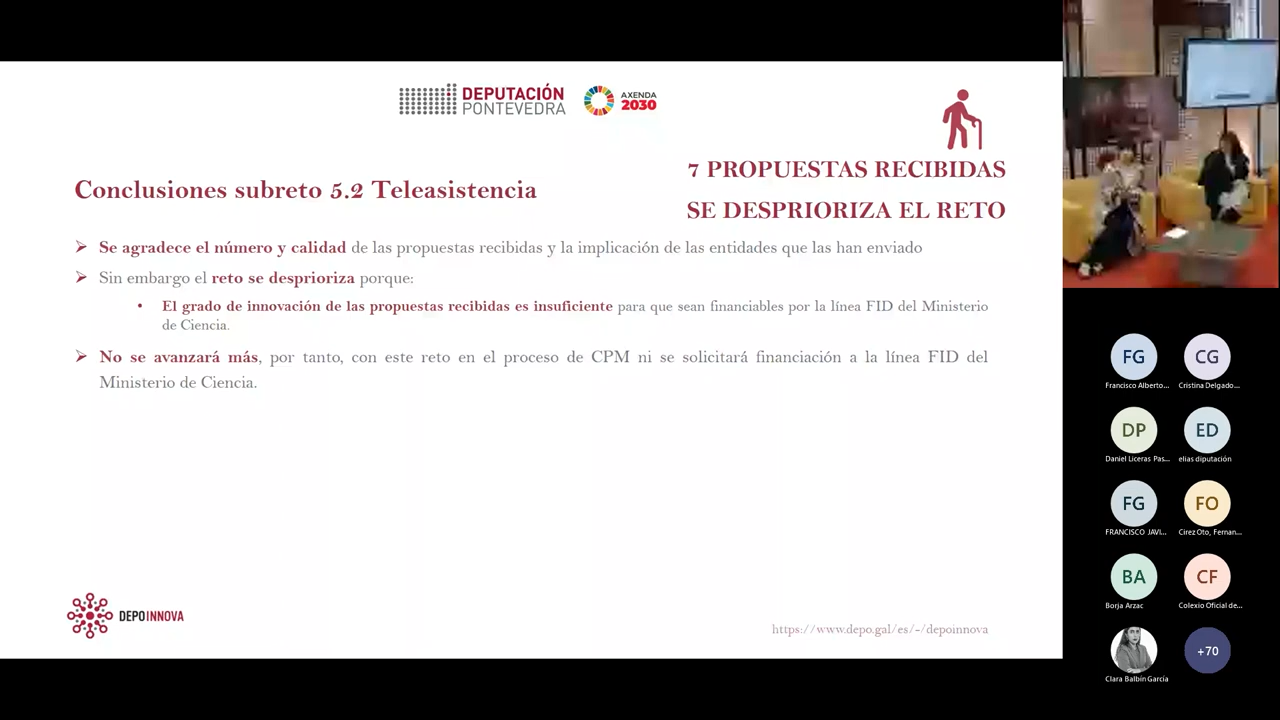 DEPUTACIÓN
PONTEVEDRA
AXENDA
2030
7 PROPUESTAS RECIBIDAS
SE DESPRIORIZA EL RETO
Conclusiones subreto 5.2 Teleasistencia
➢ Se agradece el número y calidad de las propuestas recibidas y la implicación de las entidades que las han enviado
➢ Sin embargo el reto se desprioriza porque:
• El grado de innovación de las propuestas recibidas es insuficiente para que sean financiables por la línea FID del Ministerio
de Ciencia.
➢ No se avanzará más, por tanto, con este reto en el proceso de CPM ni se solicitará financiación a la línea FID del
Ministerio de Ciencia.
DEPOINNOVA
https://www.depo.gal/es/-/depoinnova
FG CG
Francisco Alberto... Cristina Delgado...
DP ED
Daniel Liceras Pas... elias diputación
FG FO
FRANCISCO JAVI... Cirez Oto, Fernan...
BA CF
Borja Arzac Colexio Oficial de...
+70
Clara Balbín García